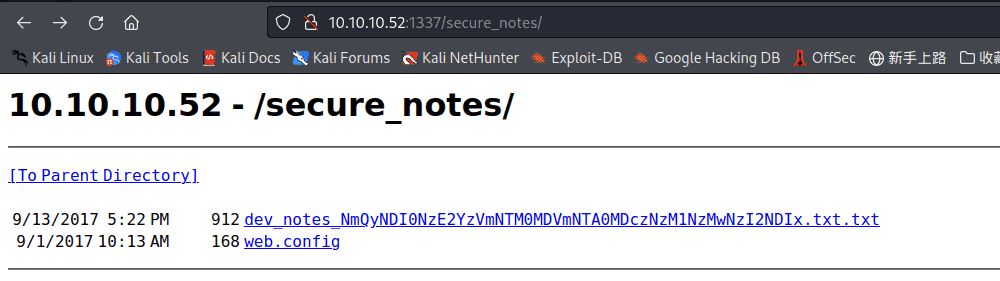 10.10.10.52:1337/secure_notes/
Kali Linux Kali Tools Kali Docs Kali Forums Kali NetHunter Exploit-DB Google Hacking DB OffSec 新手上路 收藏
10.10.10.52 - /secure_notes/
[To Parent Directory]
9/13/2017 5:22 PM 912 dev_notes_NmQyNDI0NzE2YzVmNTM0MDVmNTA0MDczNzM1NzMwNzI2NDIx.txt.txt
9/1/2017 10:13 AM 168 web.config